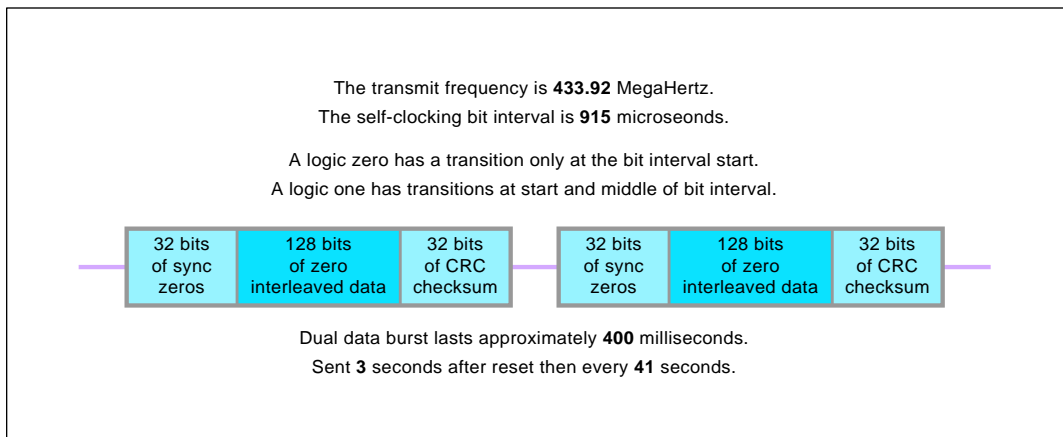 The transmit frequency is 433.92 MegaHertz.
The self-clocking bit interval is 915 microseonds.
A logic zero has a transition only at the bit interval start.
A logic one has transitions at start and middle of bit interval.
32 bits
of sync
zeros
128 bits
of zero
interleaved data
32 bits
of CRC
checksum
32 bits
of sync
zeros
128 bits
of zero
interleaved data
32 bits
of CRC
checksum
Dual data burst lasts approximately 400 milliseconds.
Sent 3 seconds after reset then every 41 seconds.